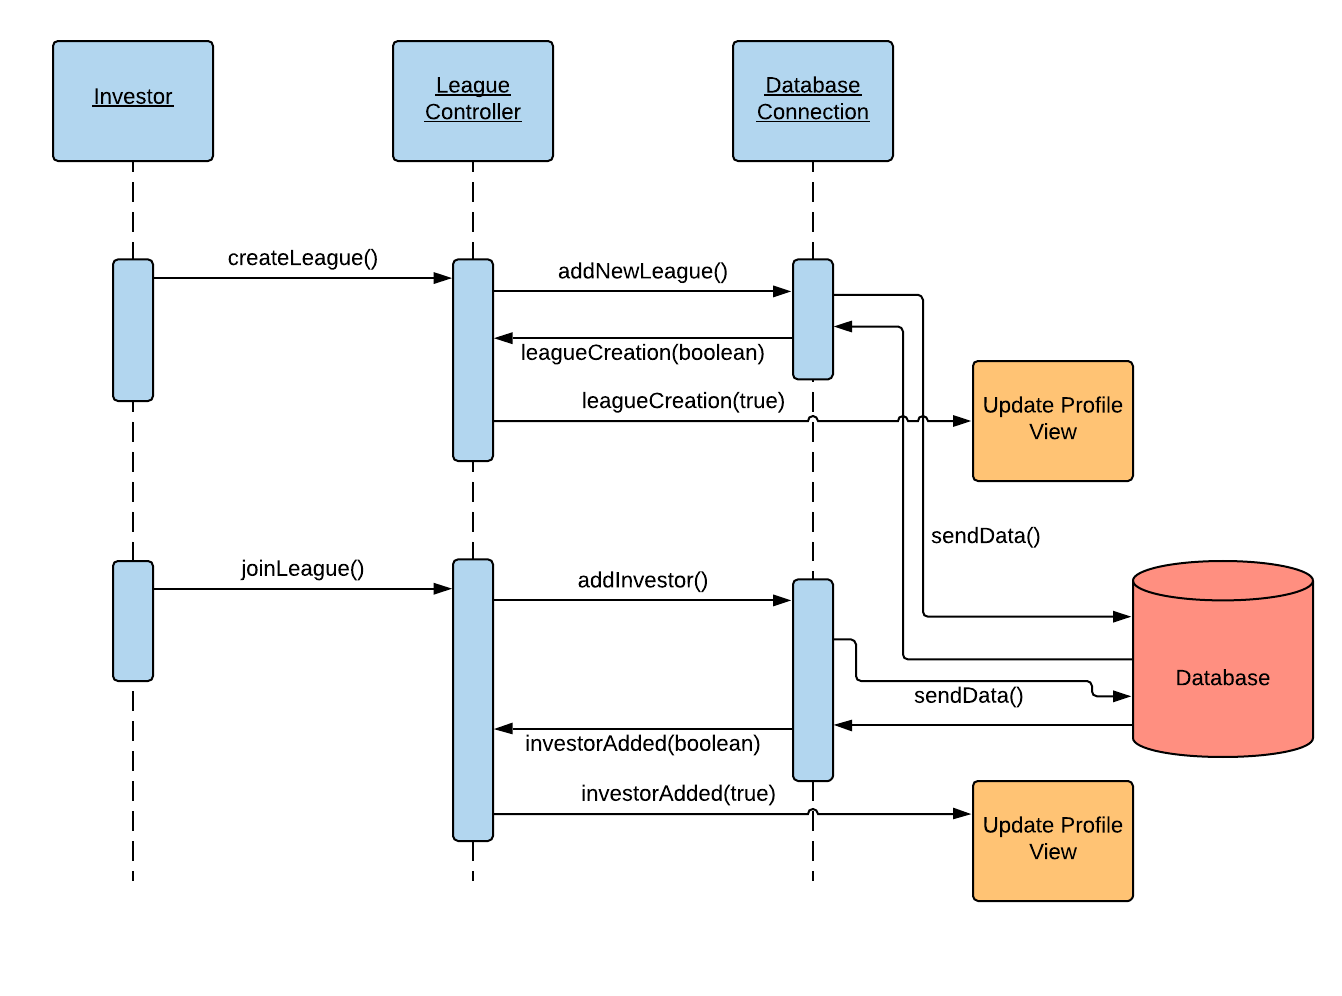 Investor
League
Controller
Database
Connection
createLeague()
addNewLeague()
leagueCreation(boolean)
leagueCreation(true)
Update Profile
View
sendData()
joinLeague()
addInvestor()
Database
sendData()
investorAdded(boolean)
investorAdded(true)
Update Profile
View